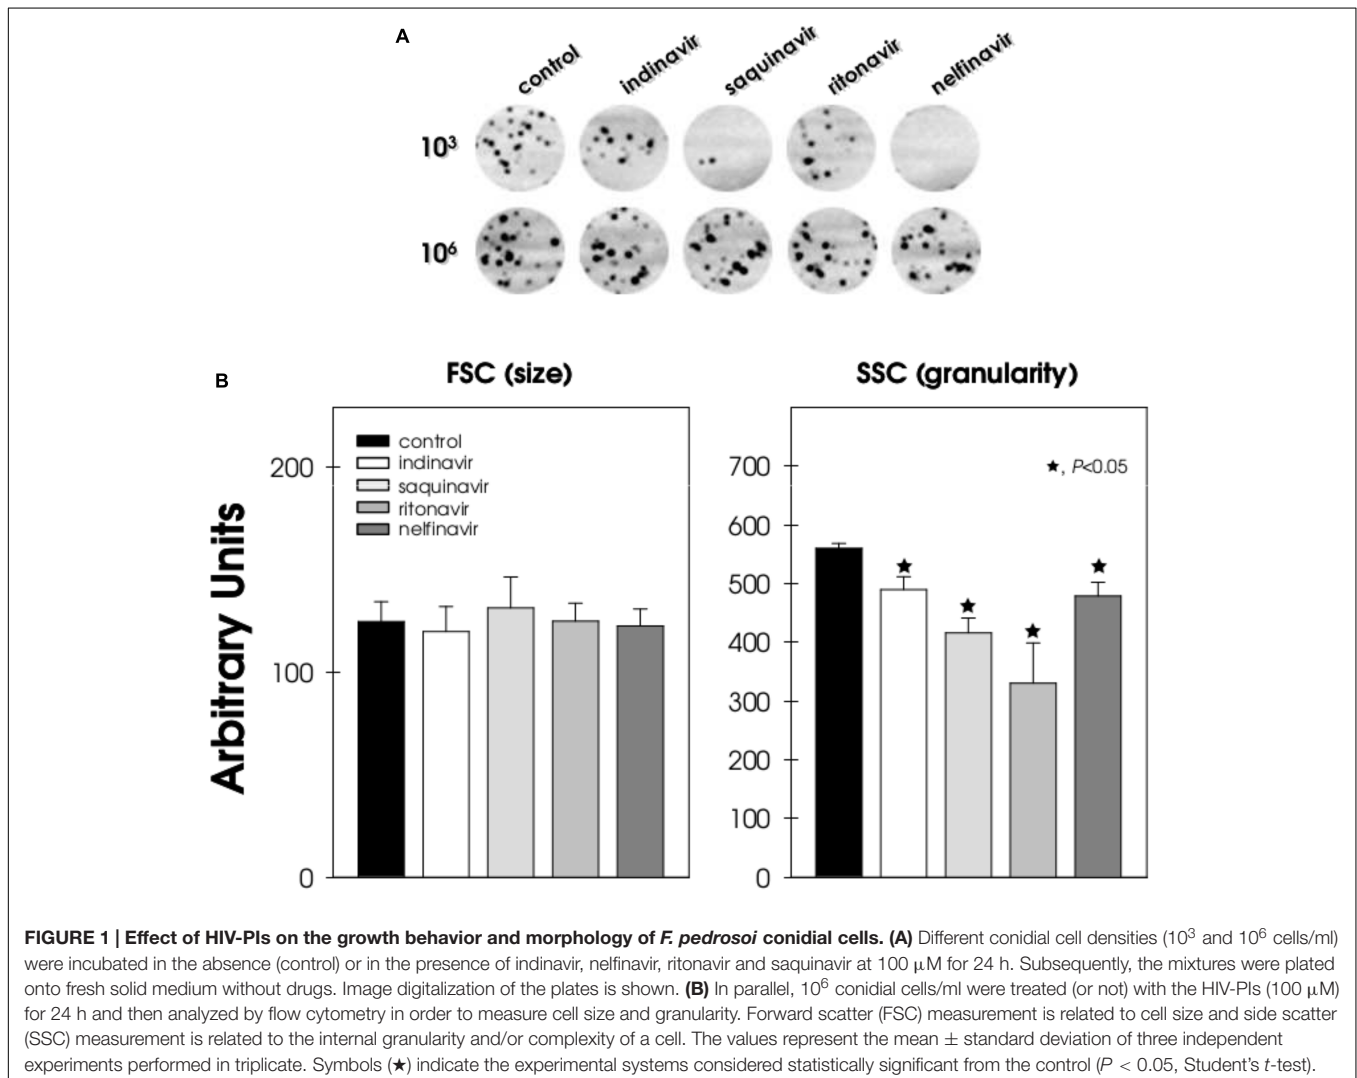 A
control
indinavir
saquinavir
ritonavir
nelfinavir
10³
10⁶
B
FSC (size)
SSC (granularity)
Arbitrary Units
200
100
0
control
indinavir
saquinavir
ritonavir
nelfinavir
700
600
500
400
300
200
100
0
★, P<0.05
★
★
★
★
FIGURE 1 | Effect of HIV-PIs on the growth behavior and morphology of F. pedrosoi conidial cells. (A) Different conidial cell densities (10³ and 10⁶ cells/ml)
were incubated in the absence (control) or in the presence of indinavir, nelfinavir, ritonavir and saquinavir at 100 μM for 24 h. Subsequently, the mixtures were plated
onto fresh solid medium without drugs. Image digitalization of the plates is shown. (B) In parallel, 10⁶ conidial cells/ml were treated (or not) with the HIV-PIs (100 μM)
for 24 h and then analyzed by flow cytometry in order to measure cell size and granularity. Forward scatter (FSC) measurement is related to cell size and side scatter
(SSC) measurement is related to the internal granularity and/or complexity of a cell. The values represent the mean ± standard deviation of three independent
experiments performed in triplicate. Symbols (★) indicate the experimental systems considered statistically significant from the control (P < 0.05, Student's t-test).